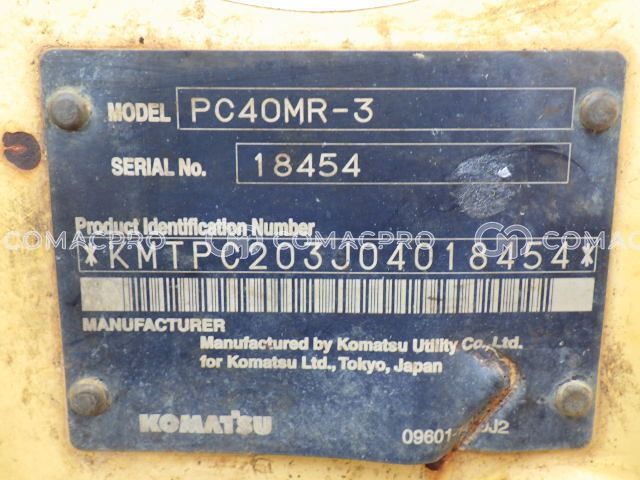 MODEL PC40MR-3
SERIAL No. 18454
Product Identification Number
*KMTPC203J04018454*
MANUFACTURER
Manufactured by Komatsu Utility Co., Ltd.
for Komatsu Ltd., Tokyo, Japan
KOMATSU
COMACPRO COMACPRO COMACPRO